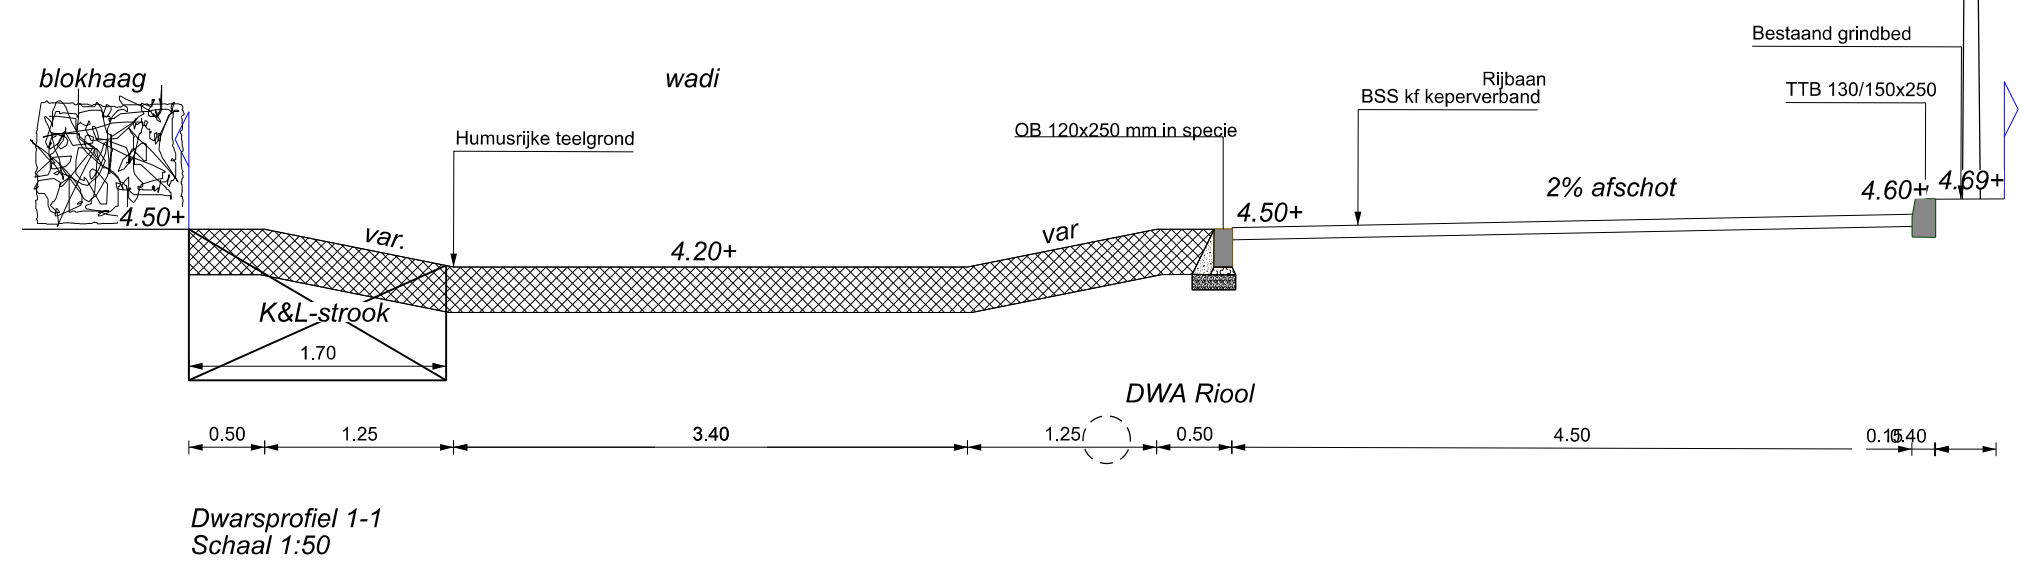 Bestaand grindbed
blokhaag
wadi
Rijbaan
BSS kf keperverband
TTB 130/150x250
Humusrijke teelgrond
OB 120x250 mm in specie
2% afschot
4.60+
4.69+
4.50+
4.50+
var.
var
4.20+
K&L-strook
1.70
DWA Riool
0.50
1.25
3.40
1.25
0.50
4.50
0.15
0.40
Dwarsprofiel 1-1
Schaal 1:50